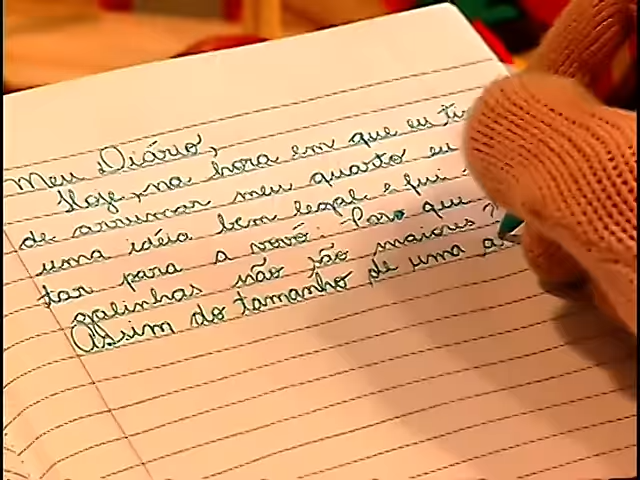 Meu Diário,
Hoje, na hora em que eu ti
de arrumar meu quarto eu
uma idéia bem legal e fui
tar para a vovó: Por que
galinhas não são maiores?
Assim do tamanho de uma